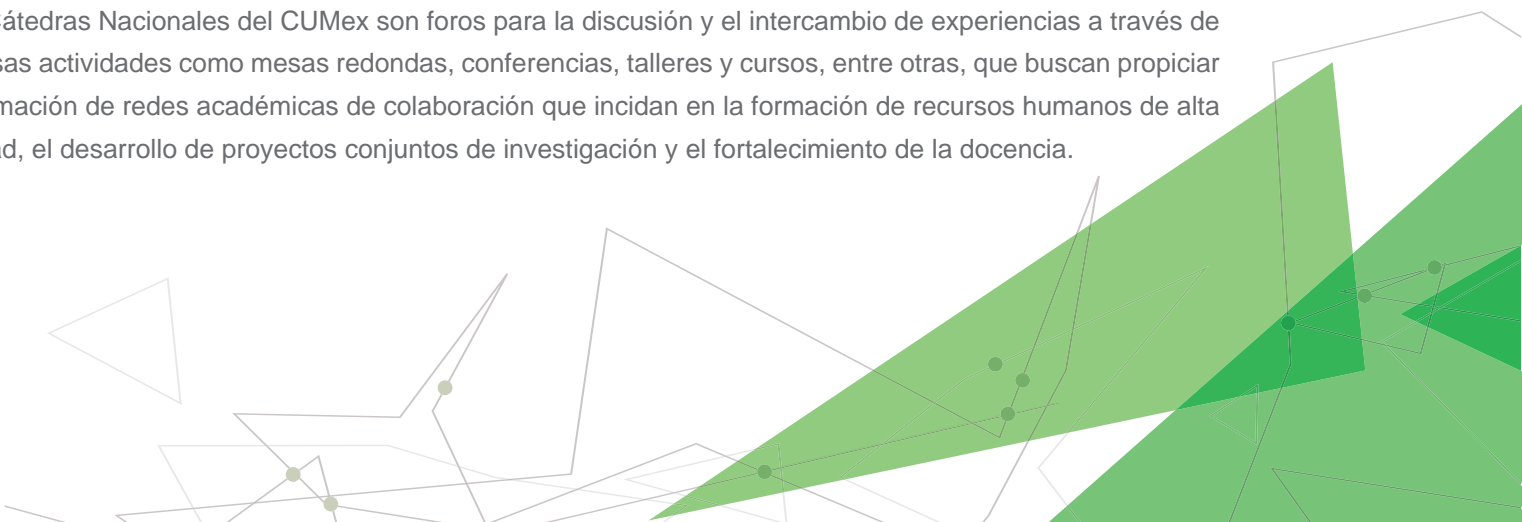 átedras Nacionales del CUMex son foros para la discusión y el intercambio de experiencias a través de
sas actividades como mesas redondas, conferencias, talleres y cursos, entre otras, que buscan propiciar
mación de redes académicas de colaboración que incidan en la formación de recursos humanos de alta
ad, el desarrollo de proyectos conjuntos de investigación y el fortalecimiento de la docencia.